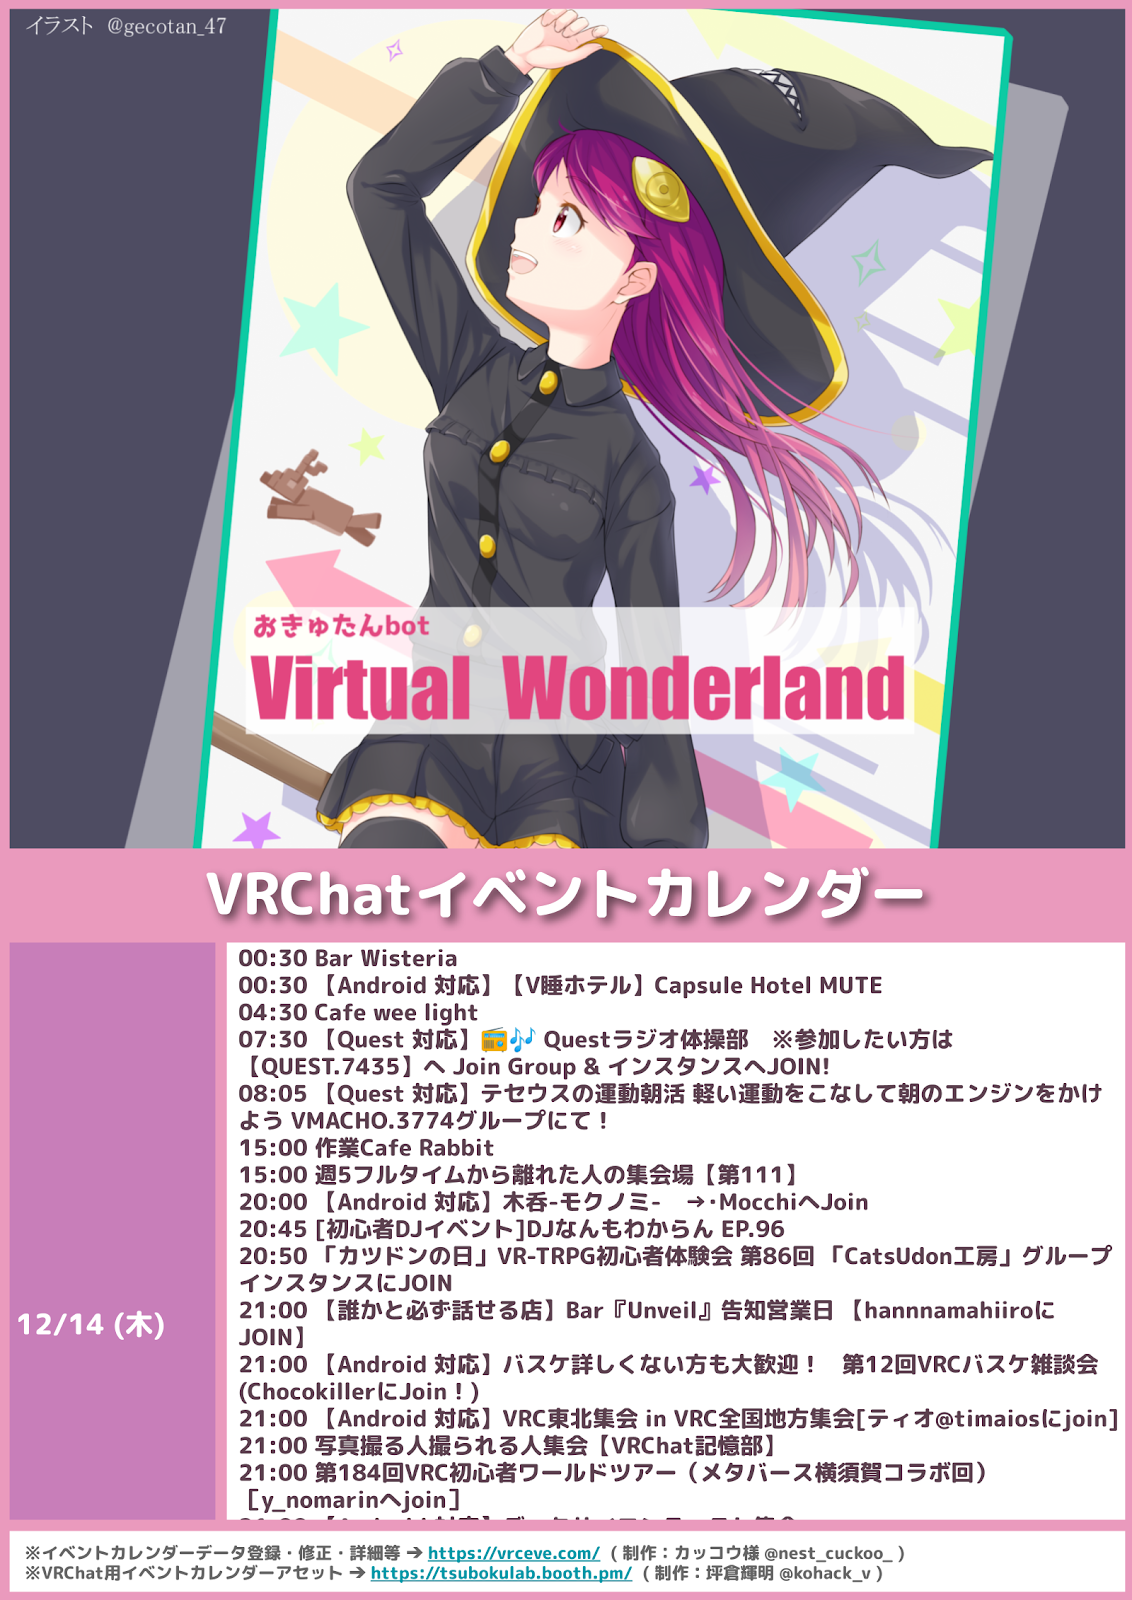 イラスト @gecotan_47
おきゅたんbot
Virtual Wonderland
VRChatイベントカレンダー
12/14 (木)
00:30 Bar Wisteria
00:30 【Android 対応】【V睡ホテル】Capsule Hotel MUTE
04:30 Cafe wee light
07:30 【Quest 対応】📻🎶 Questラジオ体操部　※参加したい方は
【QUEST.7435】へ Join Group & インスタンスへJOIN!
08:05 【Quest 対応】テセウスの運動朝活 軽い運動をこなして朝のエンジンをかけ
よう VMACHO.3774グループにて！
15:00 作業Cafe Rabbit
15:00 週5フルタイムから離れた人の集会場【第111】
20:00 【Android 対応】木呑-モクノミ-　→･MocchiへJoin
20:45 [初心者DJイベント]DJなんもわからん EP.96
20:50 「カツドンの日」VR-TRPG初心者体験会 第86回 「CatsUdon工房」グループ
インスタンスにJOIN
21:00 【誰かと必ず話せる店】Bar『Unveil』告知営業日 【hannnamahiiroに
JOIN】
21:00 【Android 対応】バスケ詳しくない方も大歓迎！　第12回VRCバスケ雑談会
(ChocokillerにJoin！)
21:00 【Android 対応】VRC東北集会 in VRC全国地方集会[ティオ@timaiosにjoin]
21:00 写真撮る人撮られる人集会【VRChat記憶部】
21:00 第184回VRC初心者ワールドツアー（メタバース横須賀コラボ回）
［y_nomarinへjoin］
※イベントカレンダーデータ登録・修正・詳細等 ➔ https://vrceve.com/ ( 制作：カッコウ様 @nest_cuckoo_ )
※VRChat用イベントカレンダーアセット ➔ https://tsubokulab.booth.pm/ ( 制作：坪倉輝明 @kohack_v )